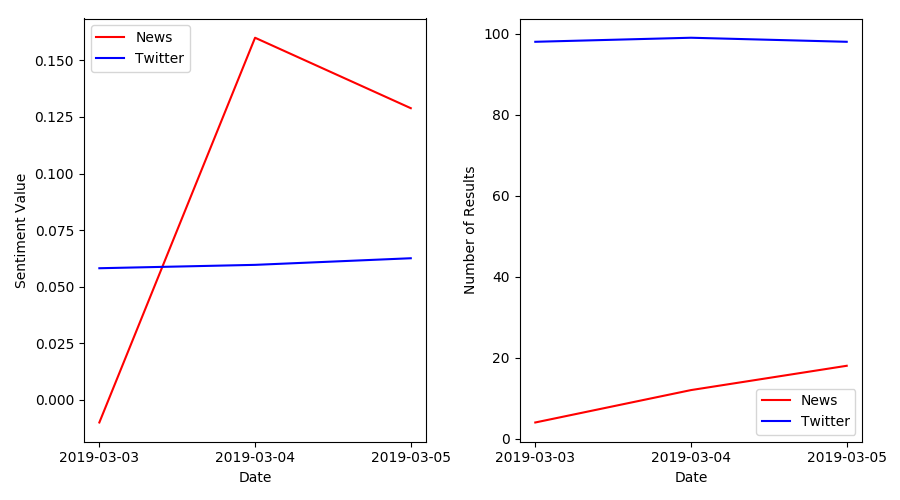 News
Twitter
0.150
0.125
0.100
0.075
0.050
0.025
0.000
Sentiment Value
2019-03-03 2019-03-04 2019-03-05
Date
100
80
60
40
20
0
Number of Results
News
Twitter
2019-03-03 2019-03-04 2019-03-05
Date